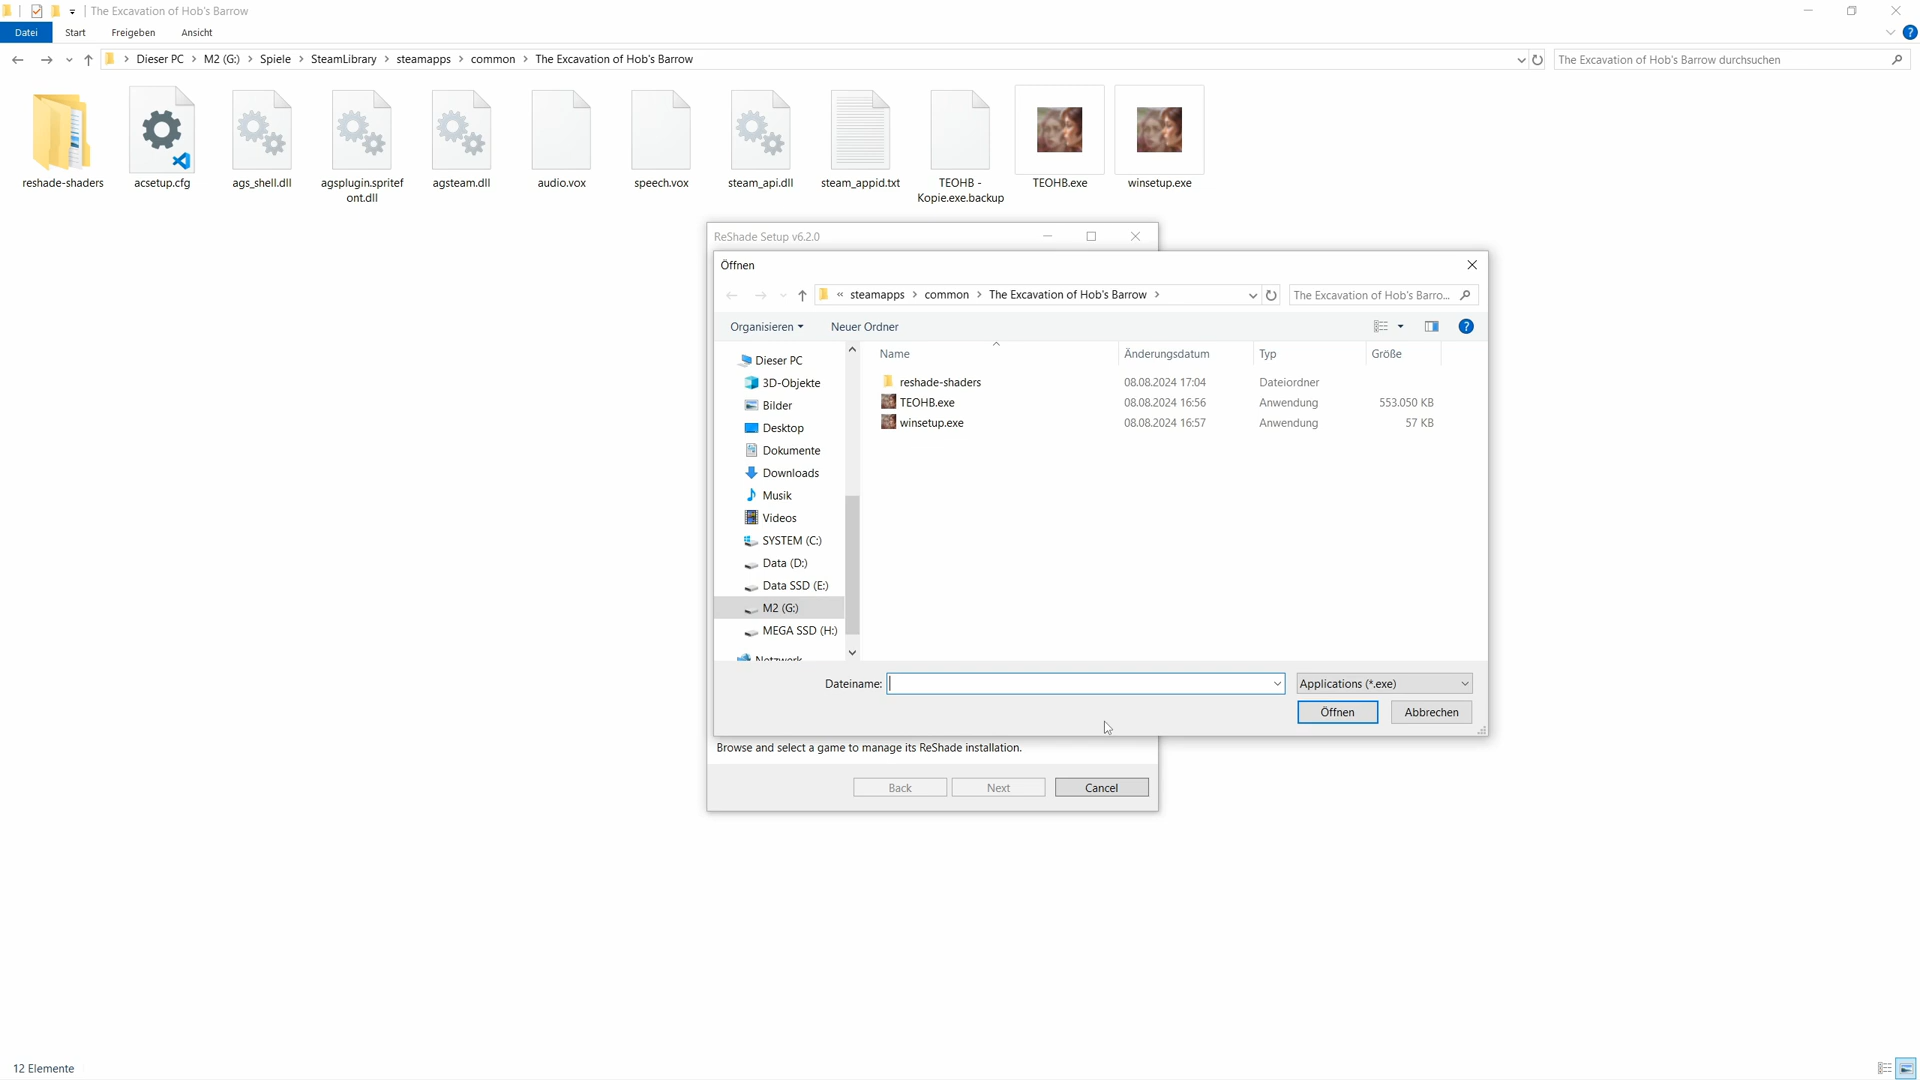 The Excavation of Hob's Barrow
Datei Start Freigeben Ansicht
Dieser PC M2 (G:) Spiele SteamLibrary steamapps common The Excavation of Hob's Barrow
The Excavation of Hob's Barrow durchsuchen
reshade-shaders
acsetup.cfg
ags_shell.dll
agsplugin.spritef
ont.dll
agsteam.dll
audio.vox
speech.vox
steam_api.dll
steam_appid.txt
TEOHB -
Kopie.exe.backup
TEOHB.exe
winsetup.exe
ReShade Setup v6.2.0
Öffnen
« steamapps common The Excavation of Hob's Barrow
The Excavation of Hob's Barro...
Organisieren Neuer Ordner
Dieser PC
3D-Objekte
Bilder
Desktop
Dokumente
Downloads
Musik
Videos
SYSTEM (C:)
Data (D:)
Data SSD (E:)
M2 (G:)
MEGA SSD (H:)
Netzwerk
Name Änderungsdatum Typ Größe
reshade-shaders 08.08.2024 17:04 Dateiordner
TEOHB.exe 08.08.2024 16:56 Anwendung 553.050 KB
winsetup.exe 08.08.2024 16:57 Anwendung 57 KB
Dateiname:
Applications (*.exe)
Öffnen Abbrechen
Browse and select a game to manage its ReShade installation.
Back Next Cancel
12 Elemente